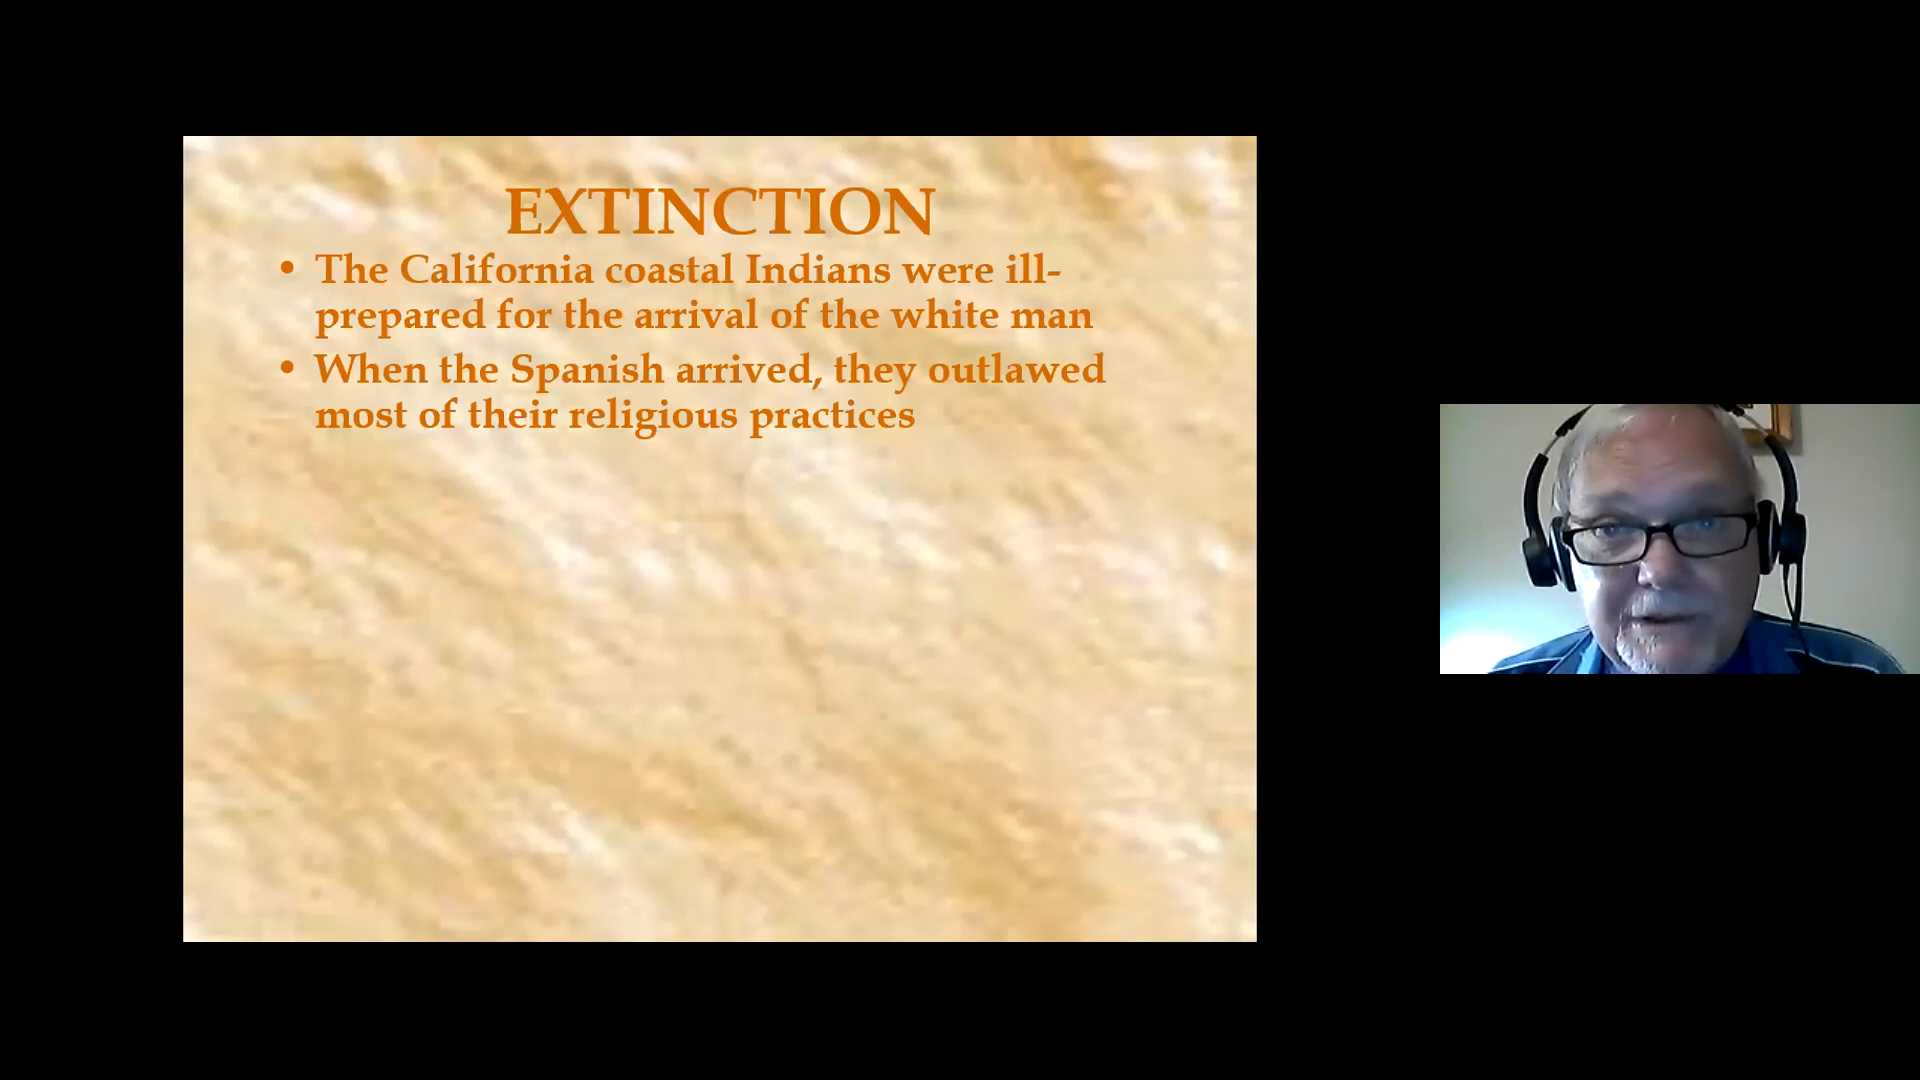 EXTINCTION
• The California coastal Indians were ill-
prepared for the arrival of the white man
• When the Spanish arrived, they outlawed
most of their religious practices